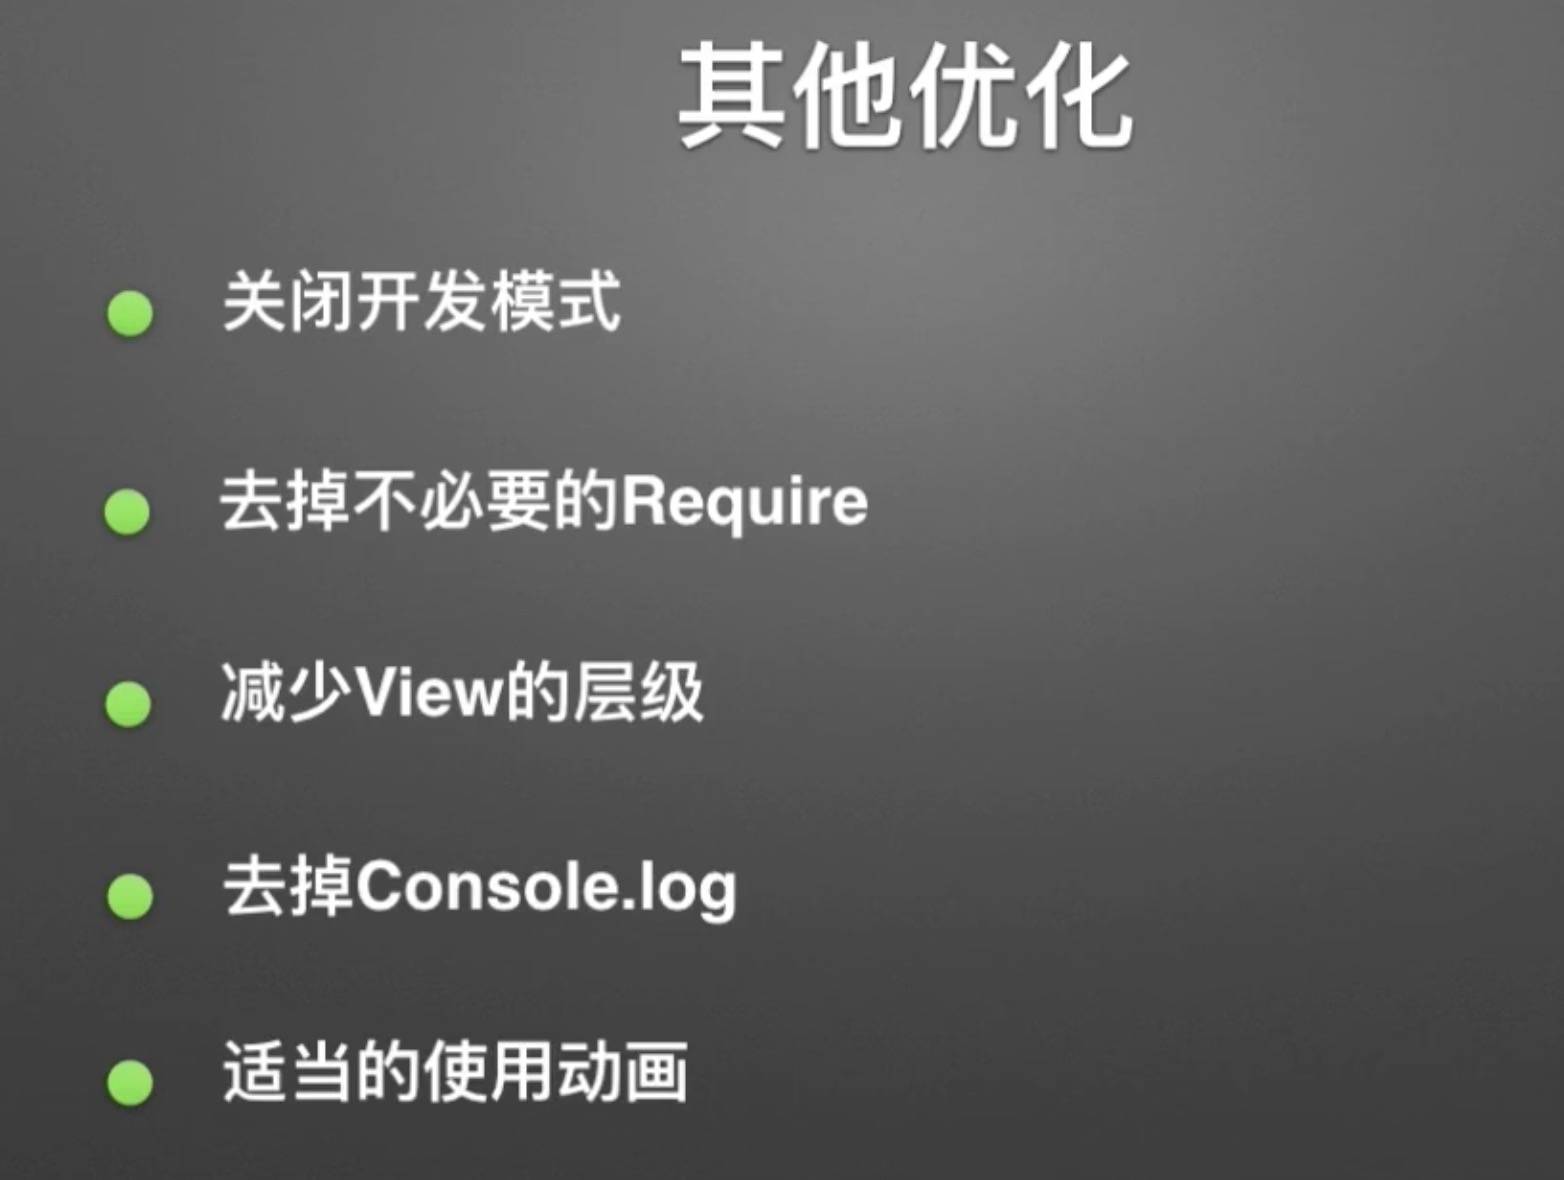 其他优化
关闭开发模式
去掉不必要的Require
减少View的层级
去掉Console.log
适当的使用动画